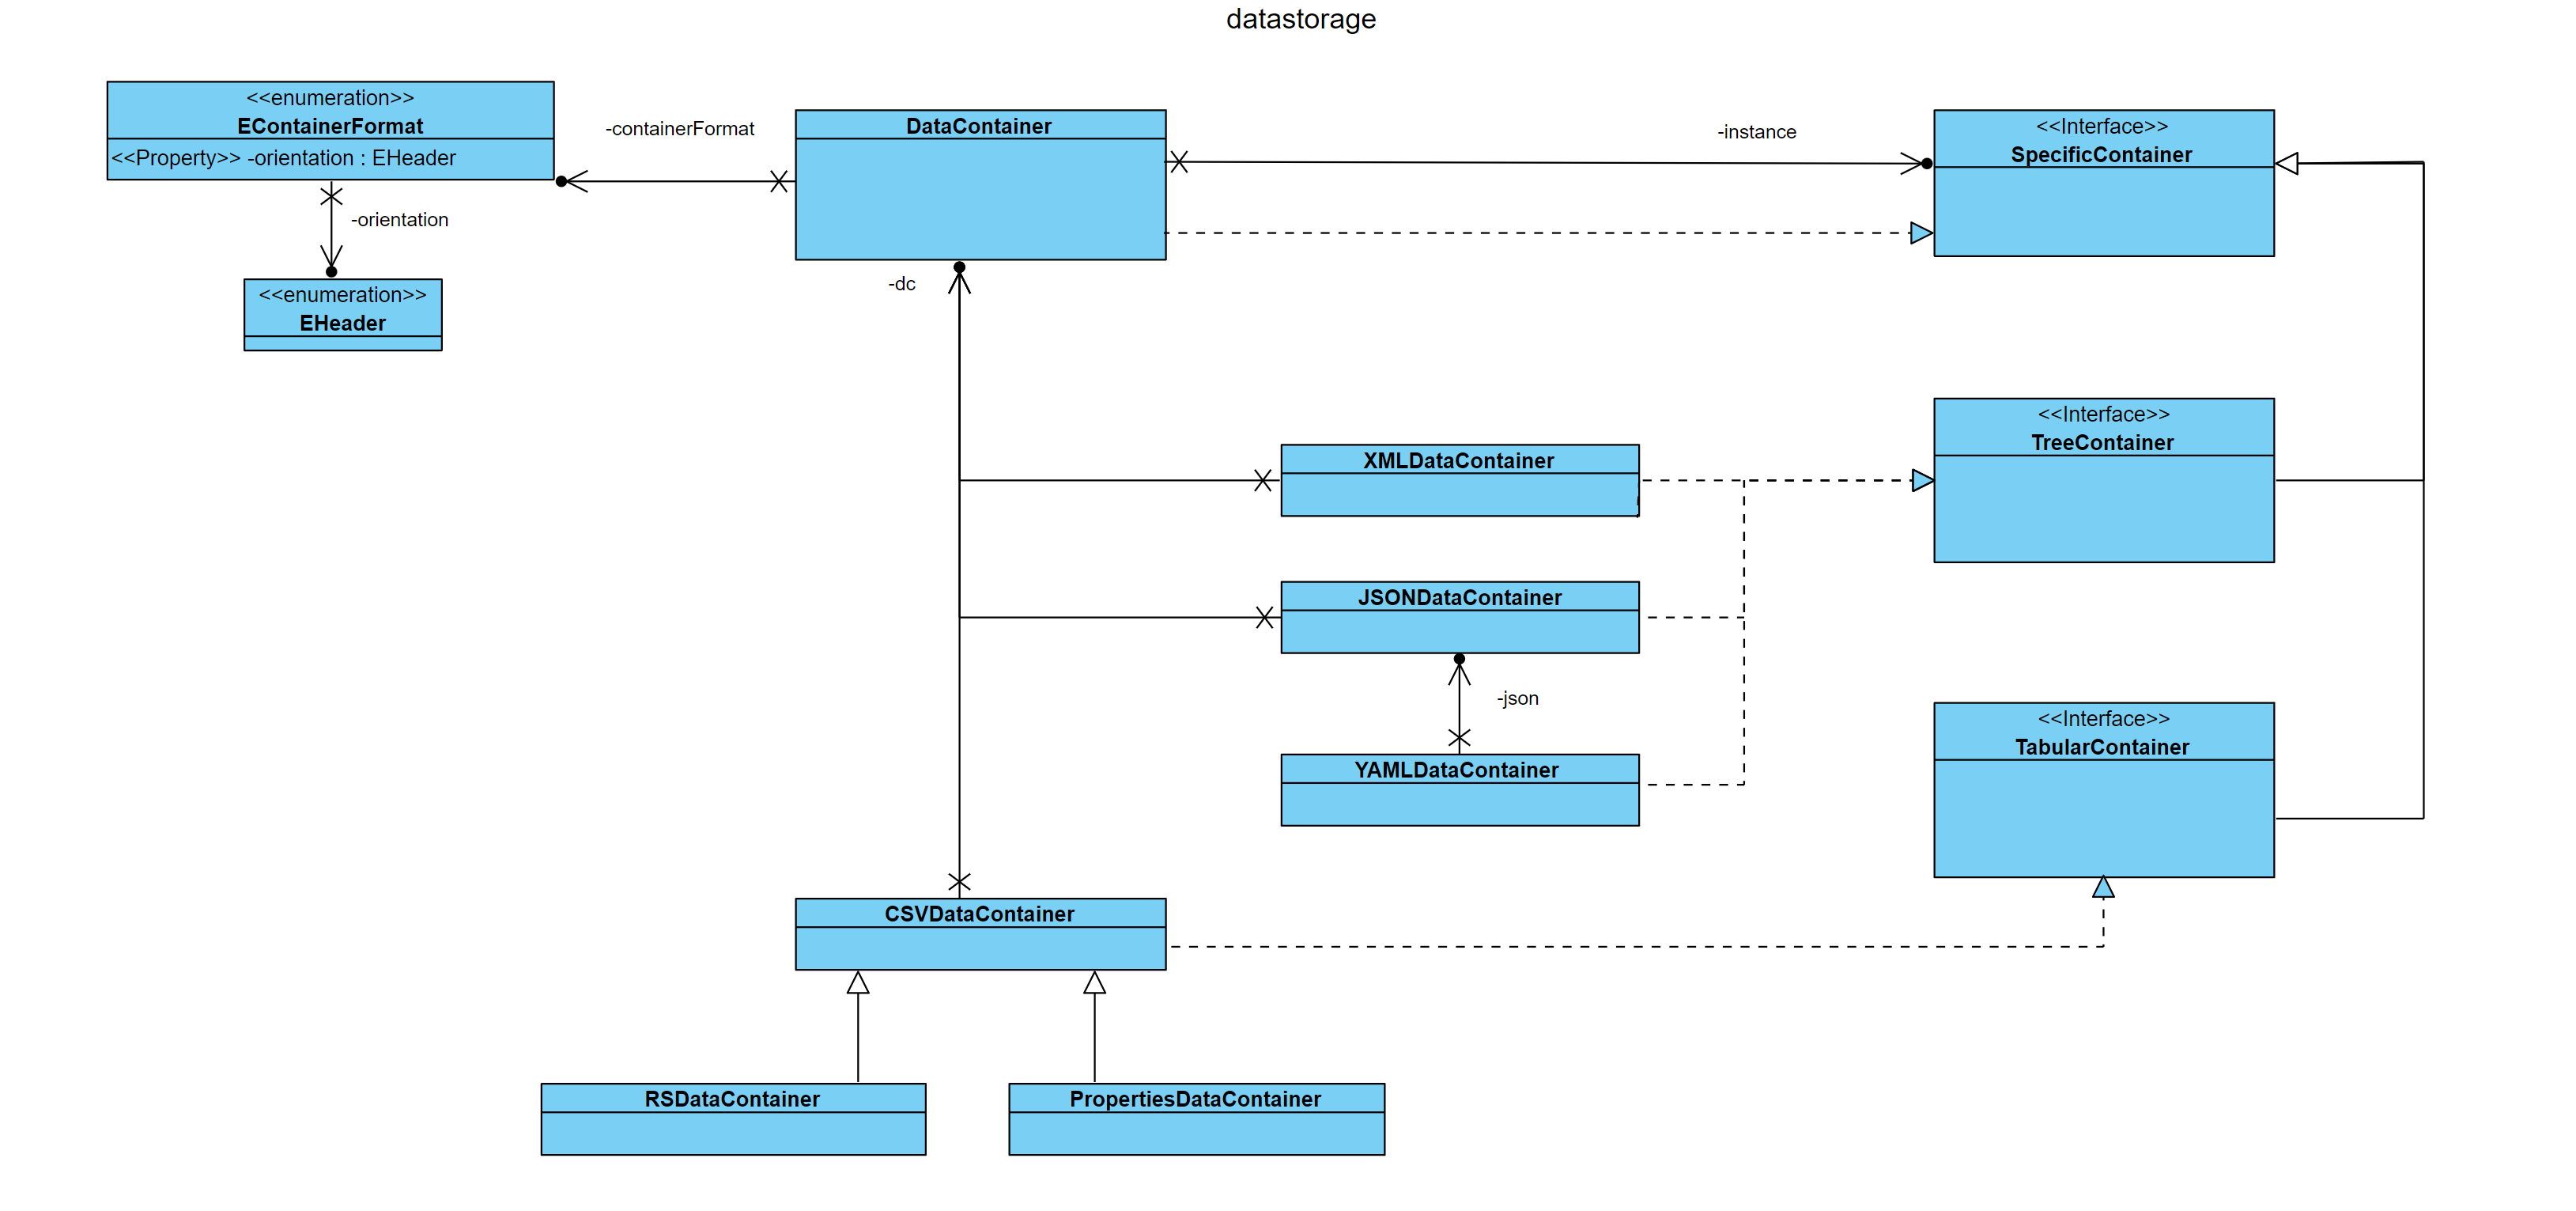 datastorage
<<enumeration>>
EContainerFormat
<<Property>> -orientation : EHeader
-containerFormat
DataContainer
-instance
<<Interface>>
SpecificContainer
-orientation
<<enumeration>>
EHeader
-dc
XMLDataContainer
<<Interface>>
TreeContainer
JSONDataContainer
-json
YAMLDataContainer
<<Interface>>
TabularContainer
CSVDataContainer
RSDataContainer
PropertiesDataContainer